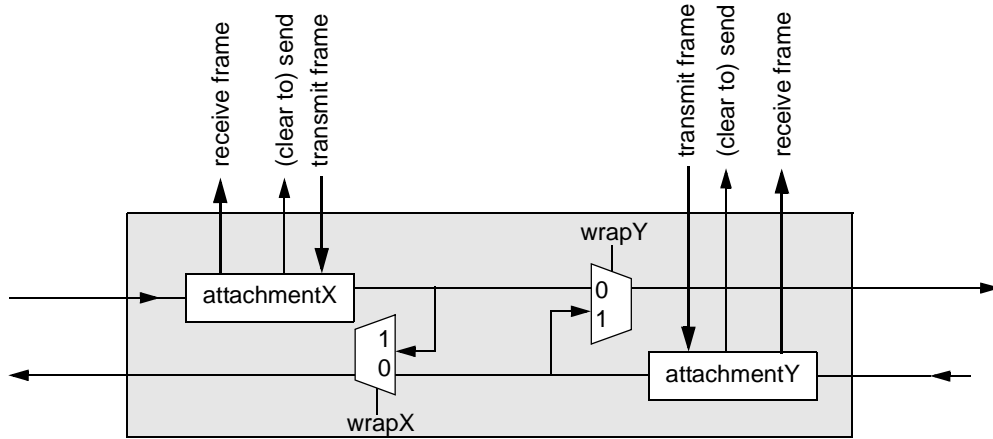 receive frame
(clear to) send
transmit frame
transmit frame
(clear to) send
receive frame
wrapY
attachmentX
0
1
1
0
attachmentY
wrapX